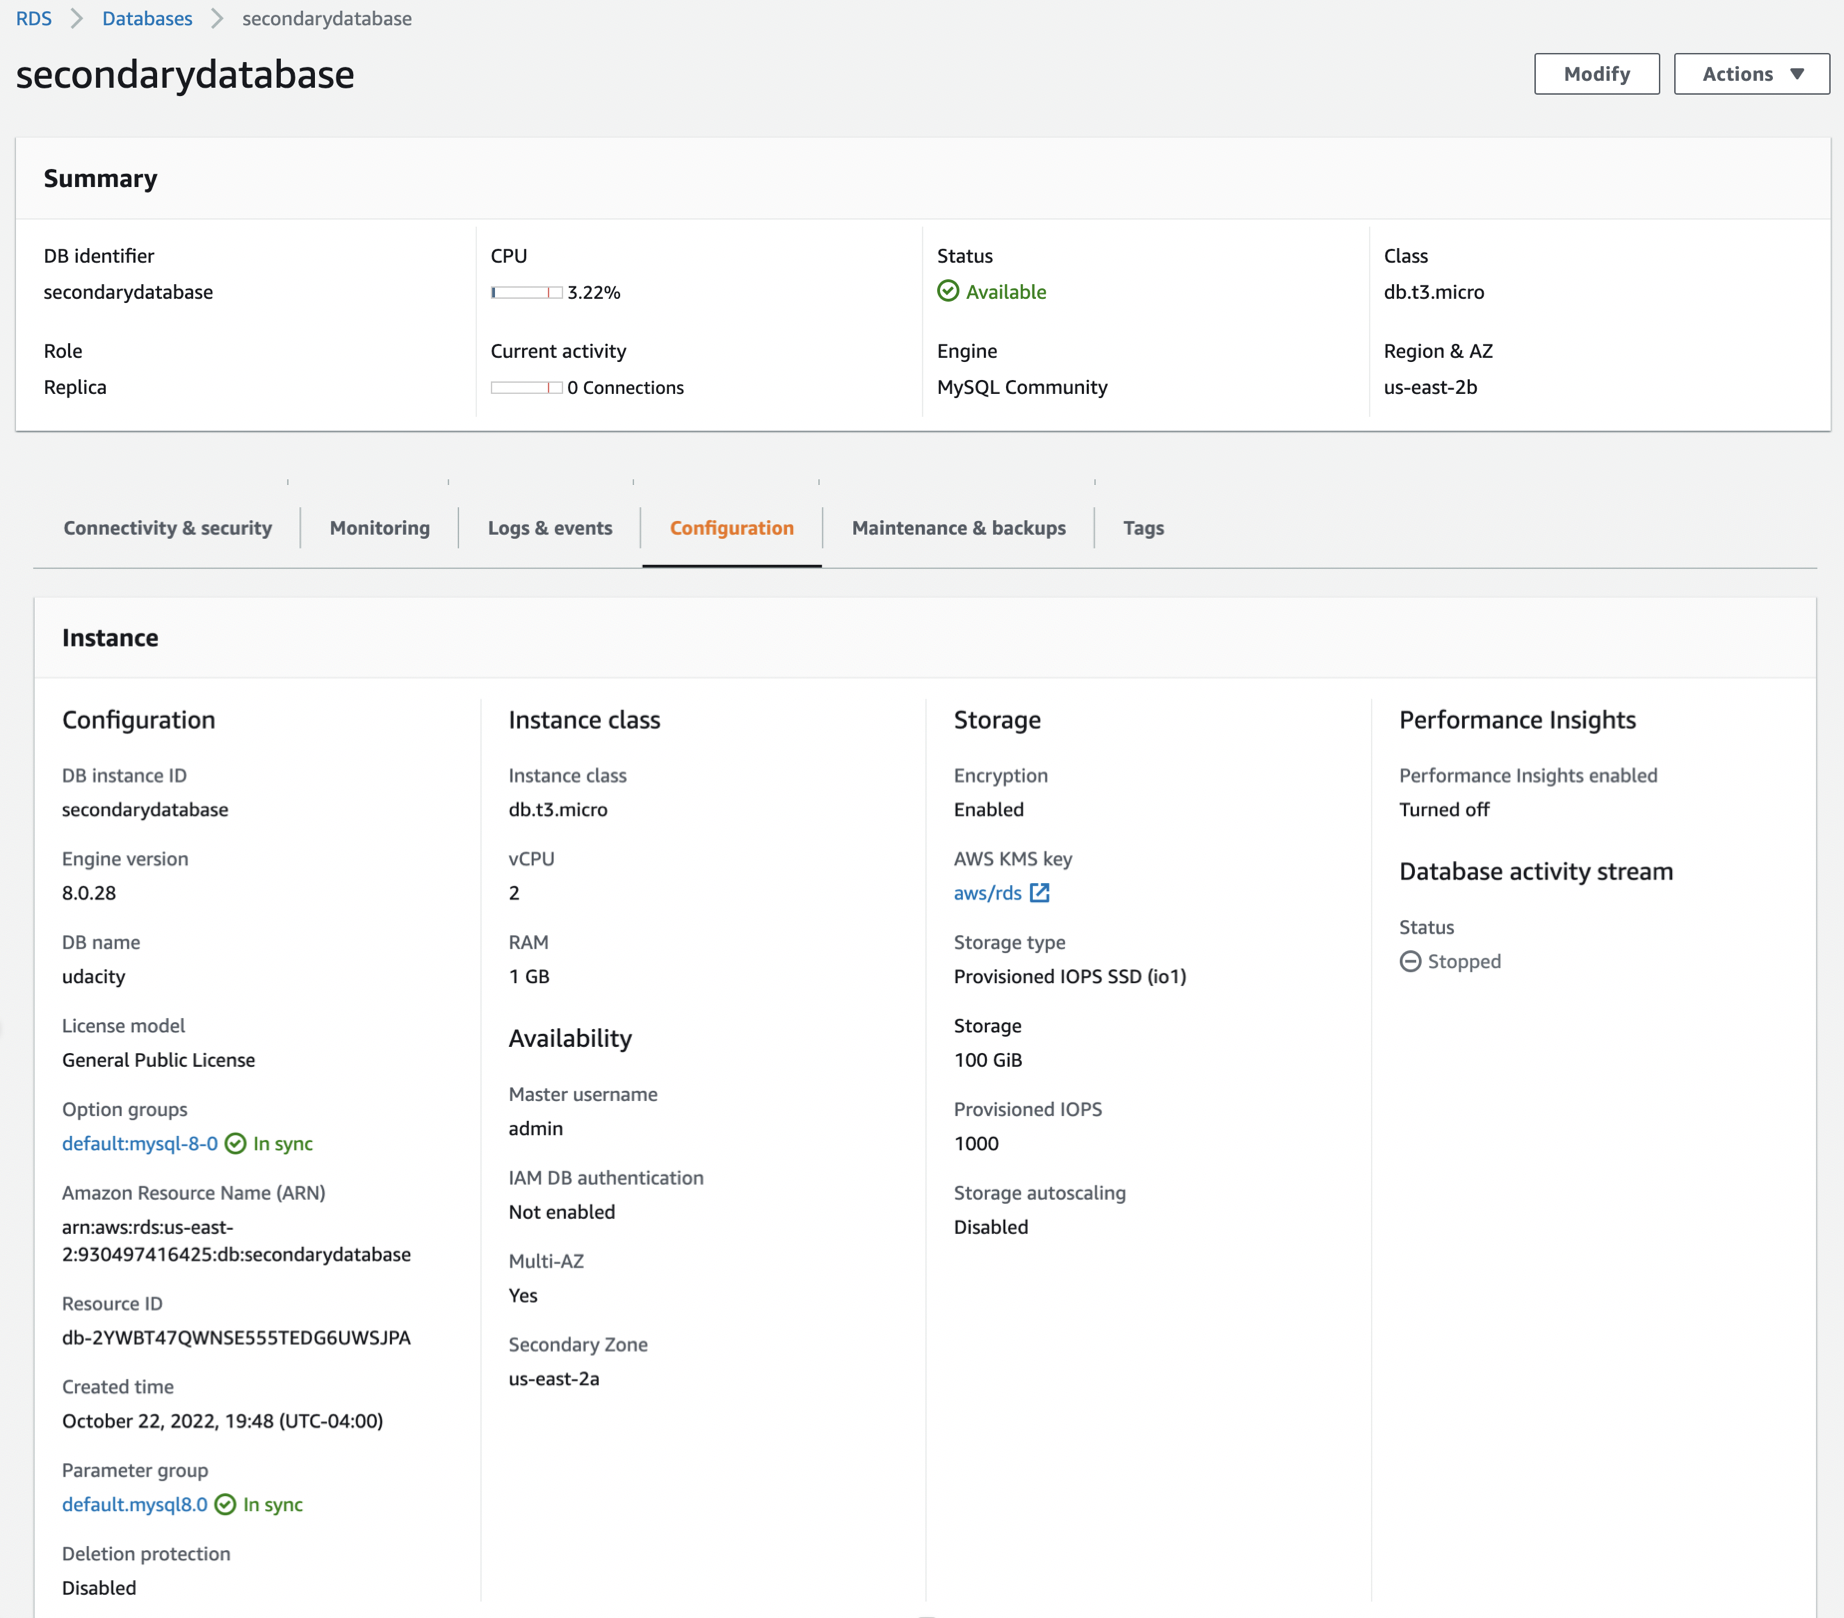 RDS > Databases > secondarydatabase
secondarydatabase
Modify
Actions
Summary
DB identifier
secondarydatabase
CPU
3.22%
Status
Available
Class
db.t3.micro
Role
Replica
Current activity
0 Connections
Engine
MySQL Community
Region & AZ
us-east-2b
Connectivity & security
Monitoring
Logs & events
Configuration
Maintenance & backups
Tags
Instance
Configuration
DB instance ID
secondarydatabase
Engine version
8.0.28
DB name
udacity
License model
General Public License
Option groups
default:mysql-8-0 In sync
Amazon Resource Name (ARN)
arn:aws:rds:us-east-
2:930497416425:db:secondarydatabase
Resource ID
db-2YWBT47QWNSE555TEDG6UWSJPA
Created time
October 22, 2022, 19:48 (UTC-04:00)
Parameter group
default.mysql8.0 In sync
Deletion protection
Disabled
Instance class
Instance class
db.t3.micro
vCPU
2
RAM
1 GB
Availability
Master username
admin
IAM DB authentication
Not enabled
Multi-AZ
Yes
Secondary Zone
us-east-2a
Storage
Encryption
Enabled
AWS KMS key
aws/rds
Storage type
Provisioned IOPS SSD (io1)
Storage
100 GiB
Provisioned IOPS
1000
Storage autoscaling
Disabled
Performance Insights
Performance Insights enabled
Turned off
Database activity stream
Status
Stopped